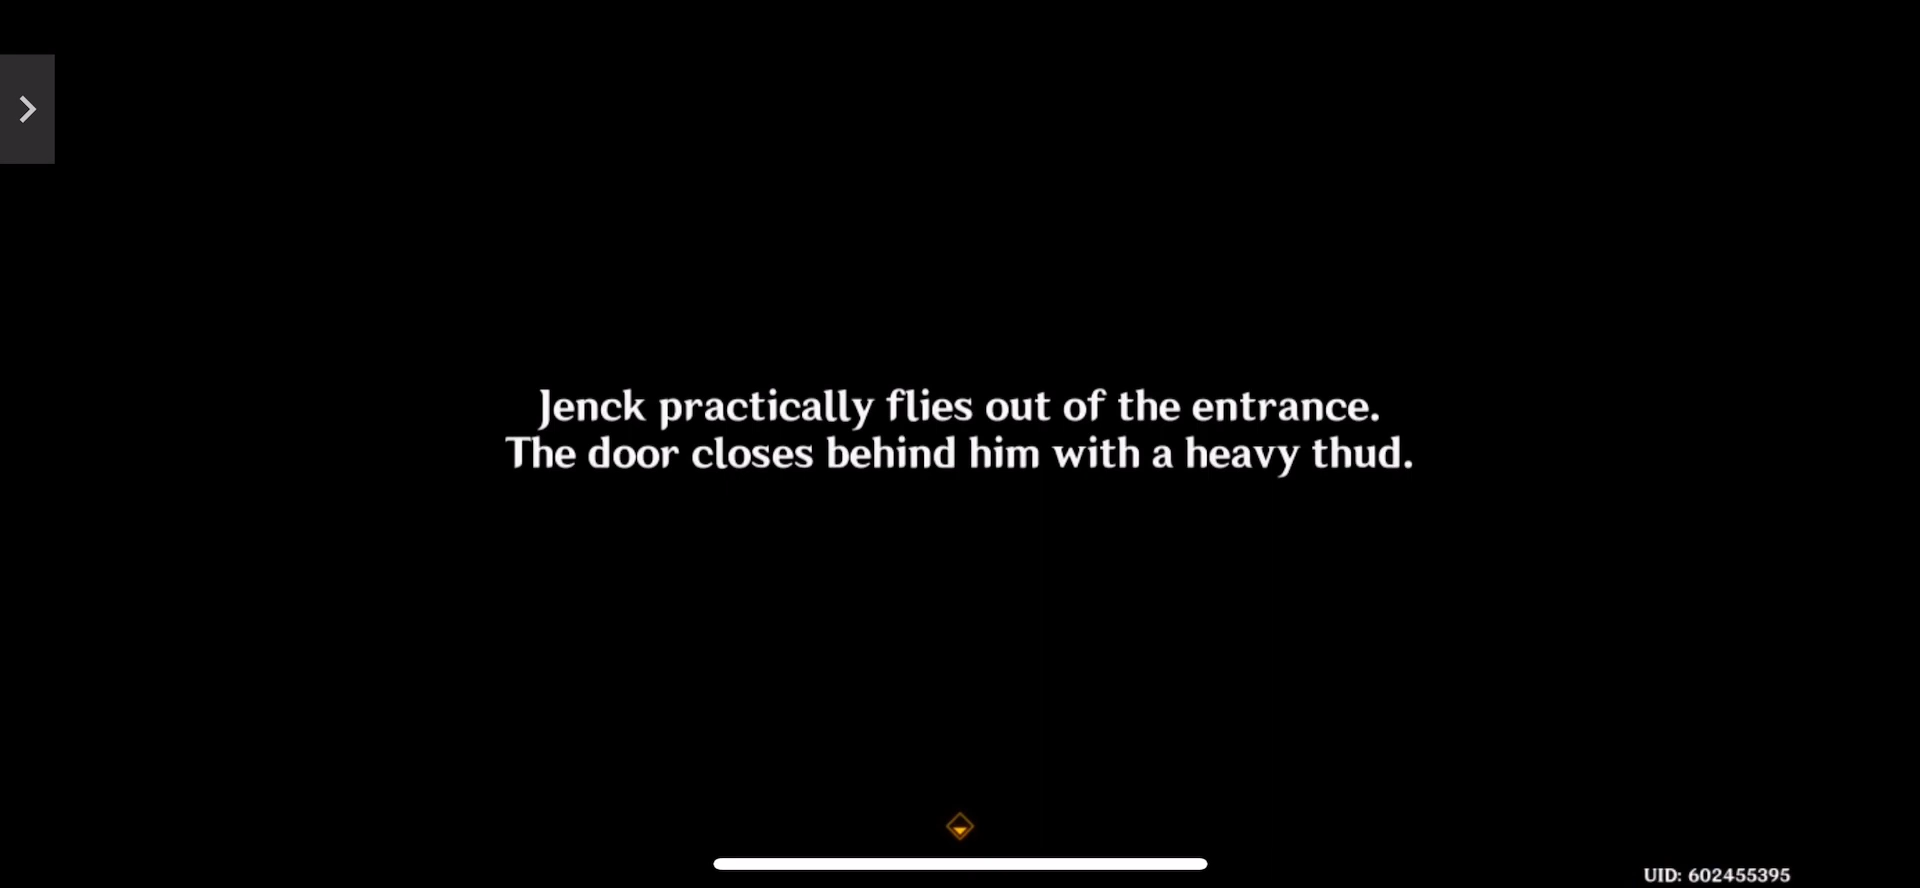 Jenck practically flies out of the entrance.
The door closes behind him with a heavy thud.
UID: 602455395